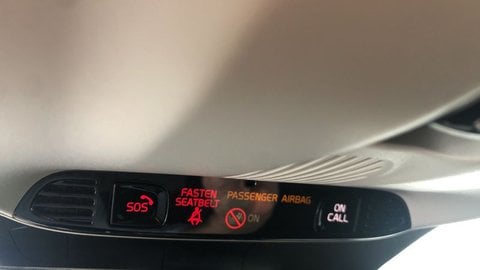 SOS
FASTEN
SEATBELT
PASSENGER AIRBAG
ON
ON
CALL